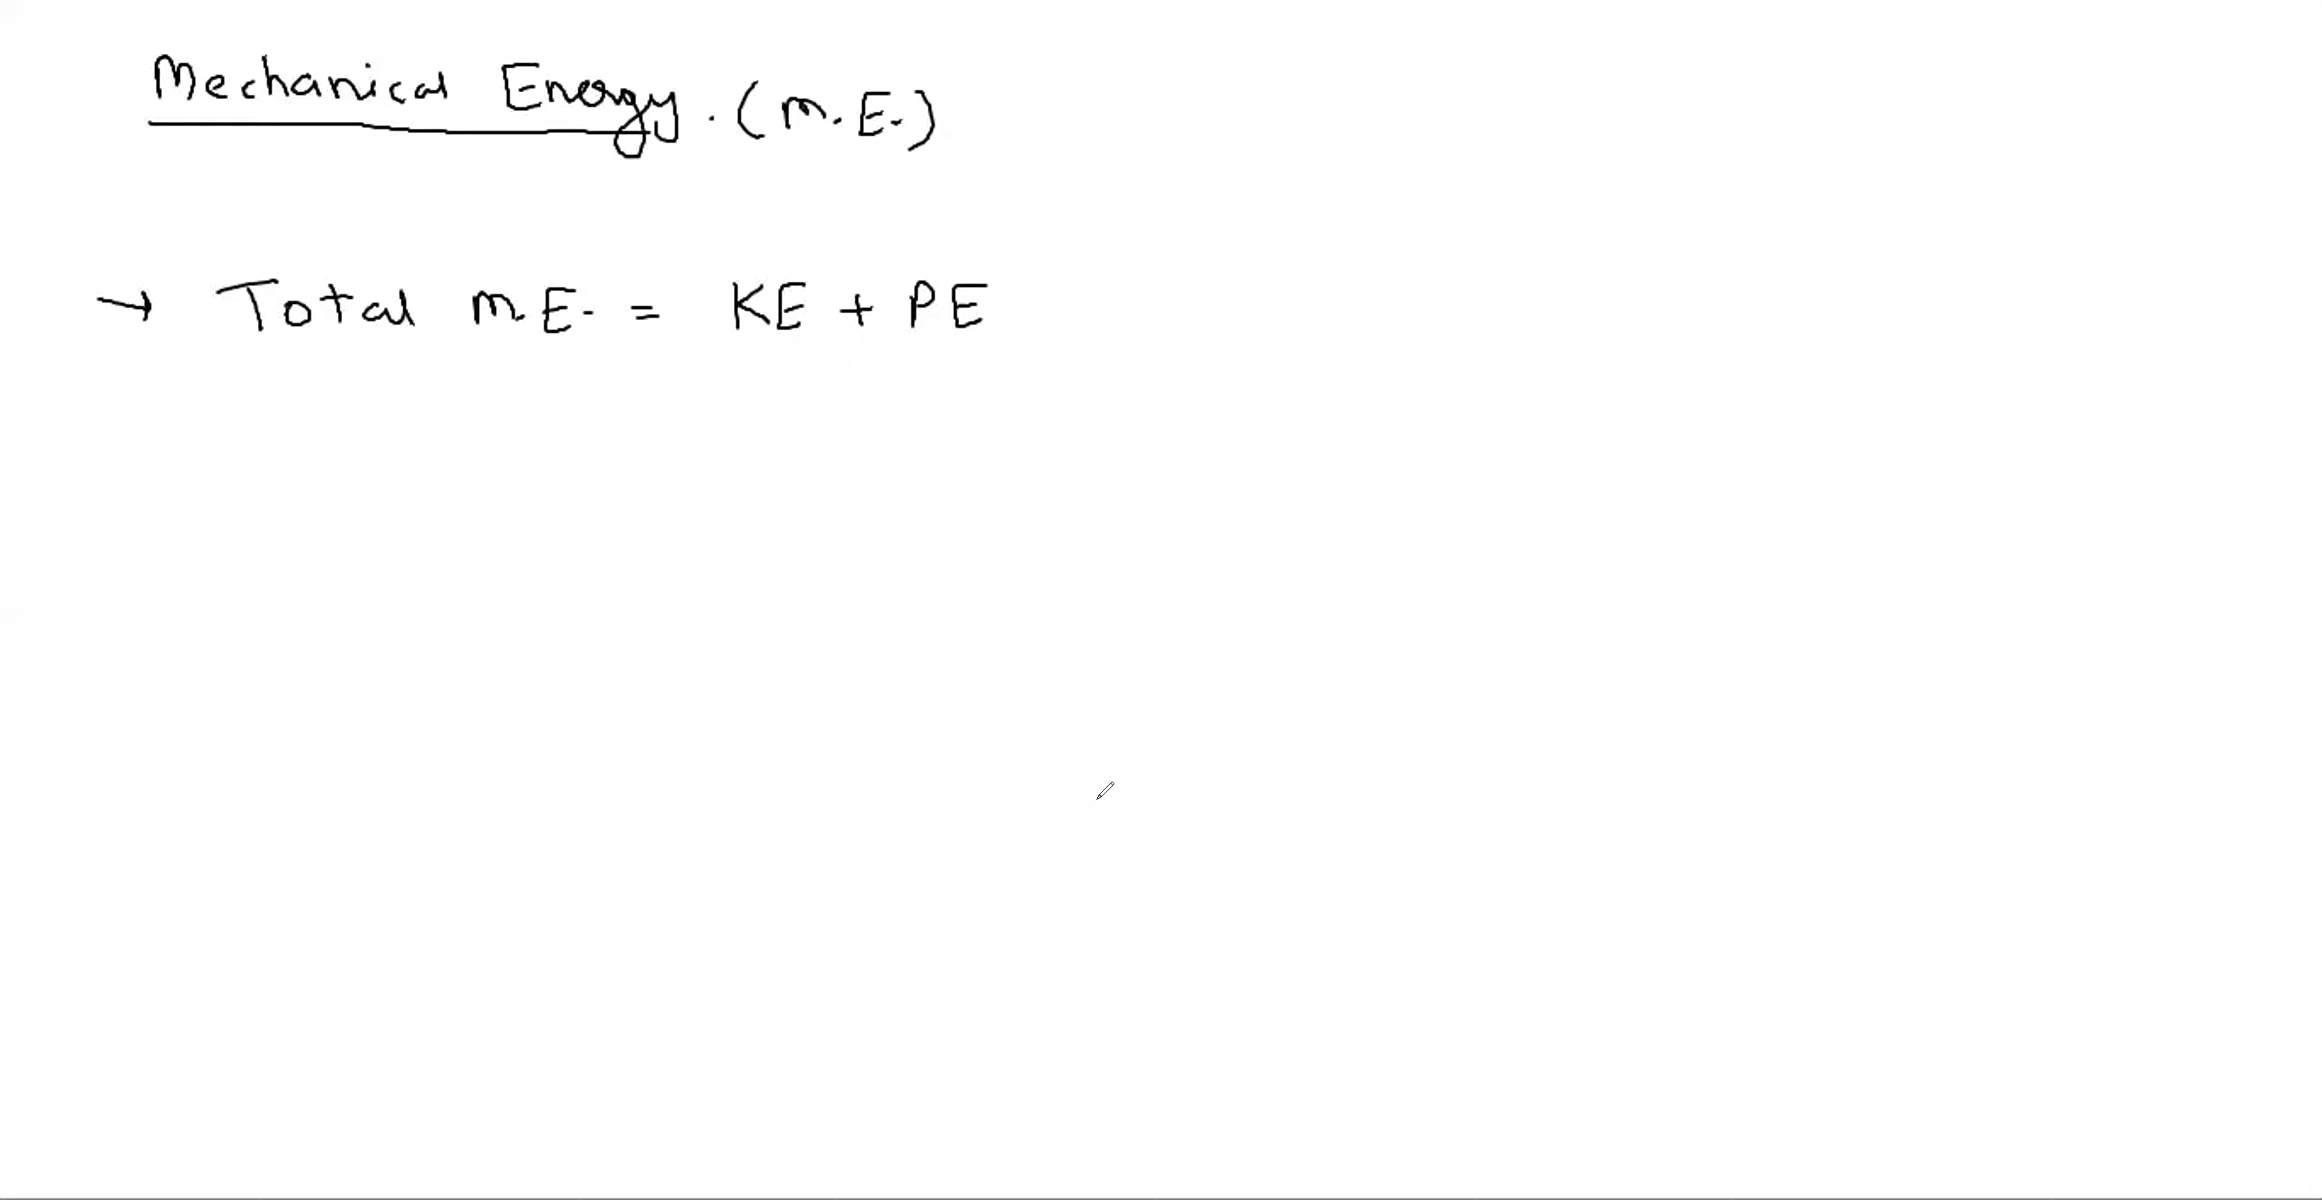 Mechanical Energy. (M.E.)
→ Total M.E. = KE + PE